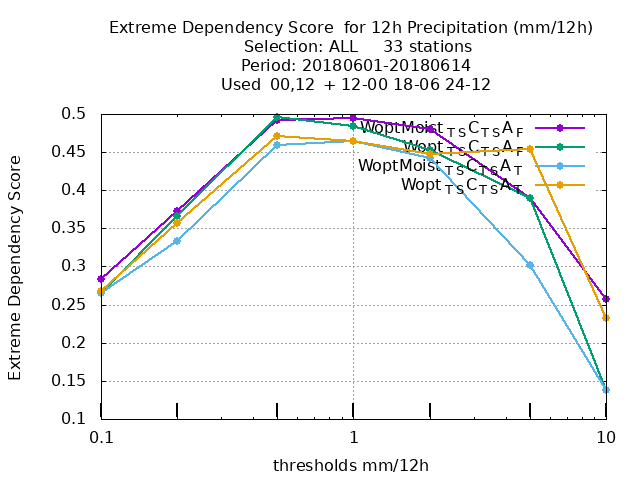 Extreme Dependency Score  for 12h Precipitation (mm/12h)
Selection: ALL     33 stations
Period: 20180601-20180614
Used  00,12  + 12-00 18-06 24-12
Extreme Dependency Score
0.5
0.45
0.4
0.35
0.3
0.25
0.2
0.15
0.1
WoptMoist_TS C_TS A_F
Wopt_TS C_TS A_F
WoptMoist_TS C_TS A_T
Wopt_TS C_TS A_T
0.1 1 10
thresholds mm/12h